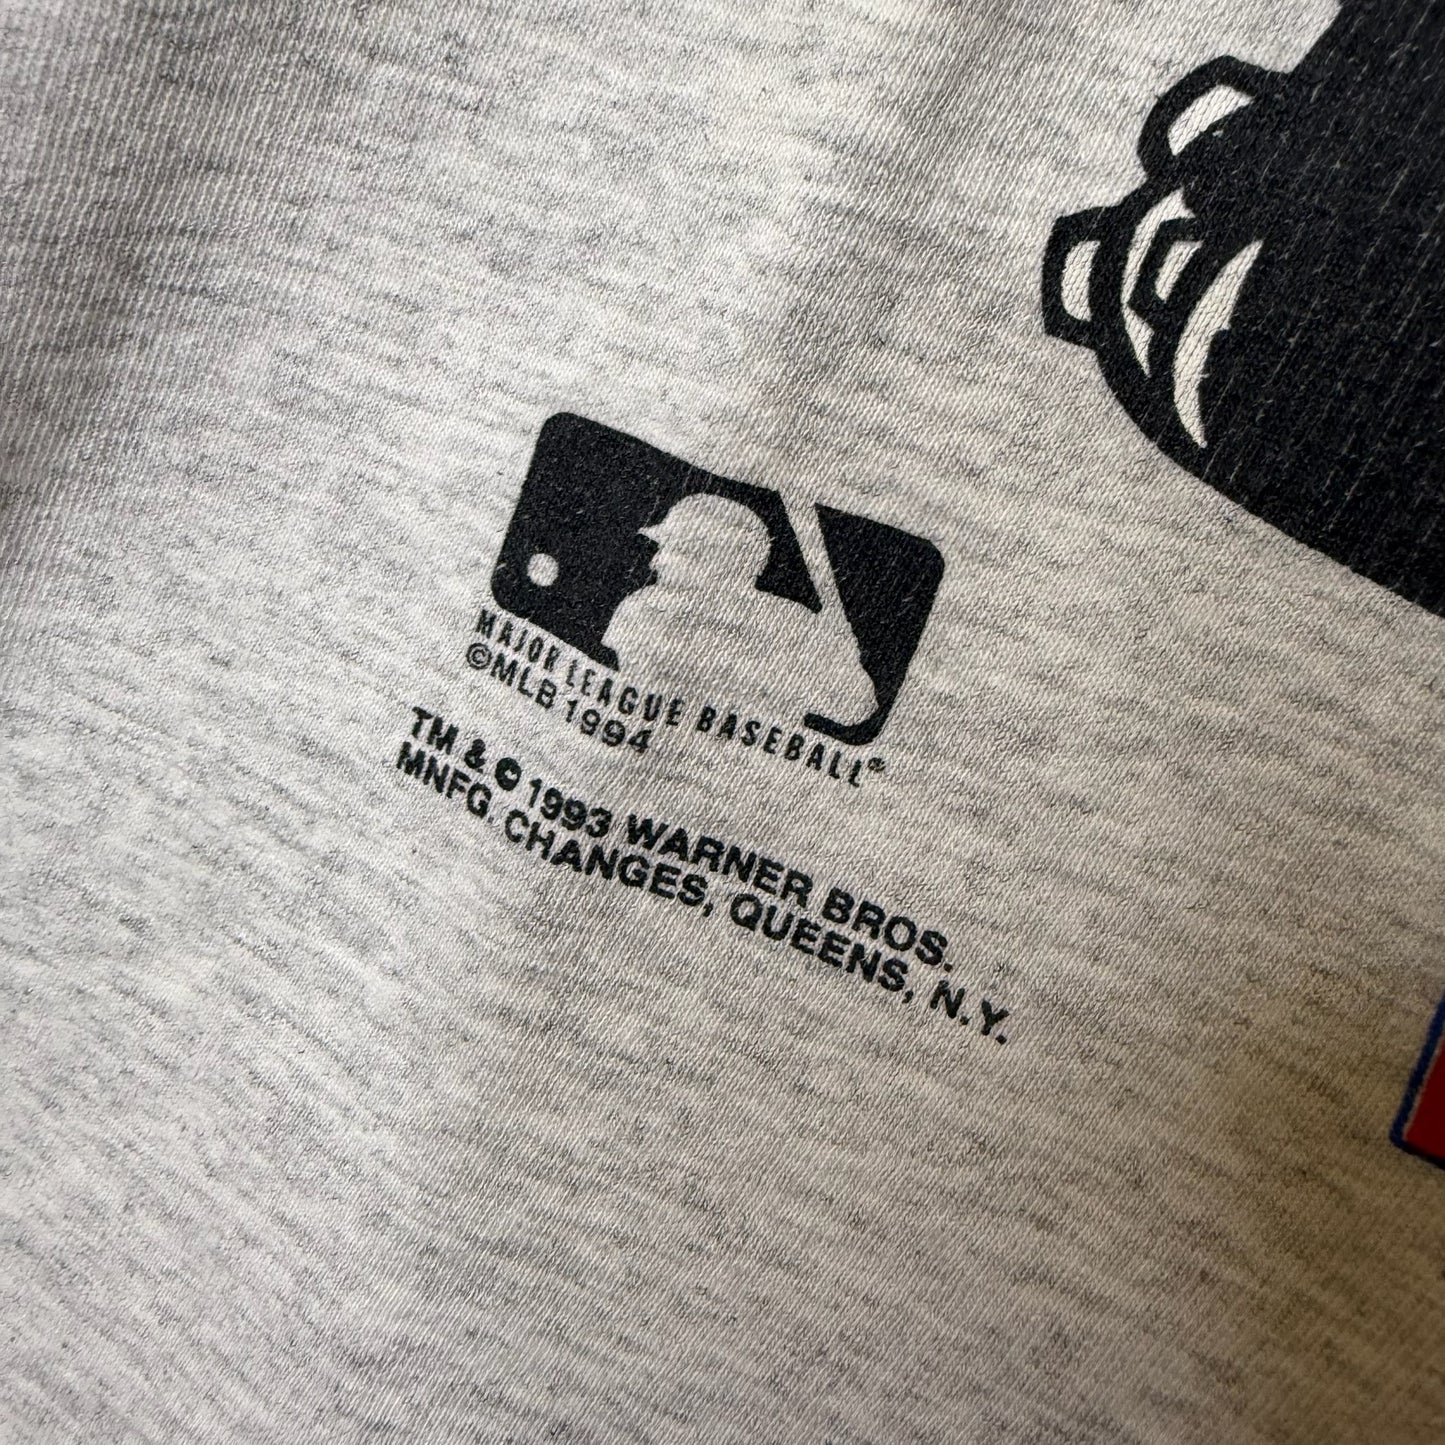 MAJOR LEAGUE BASEBALL®
©MLB 1994
TM & © 1993 WARNER BROS.
MNFG. CHANGES, QUEENS, N.Y.